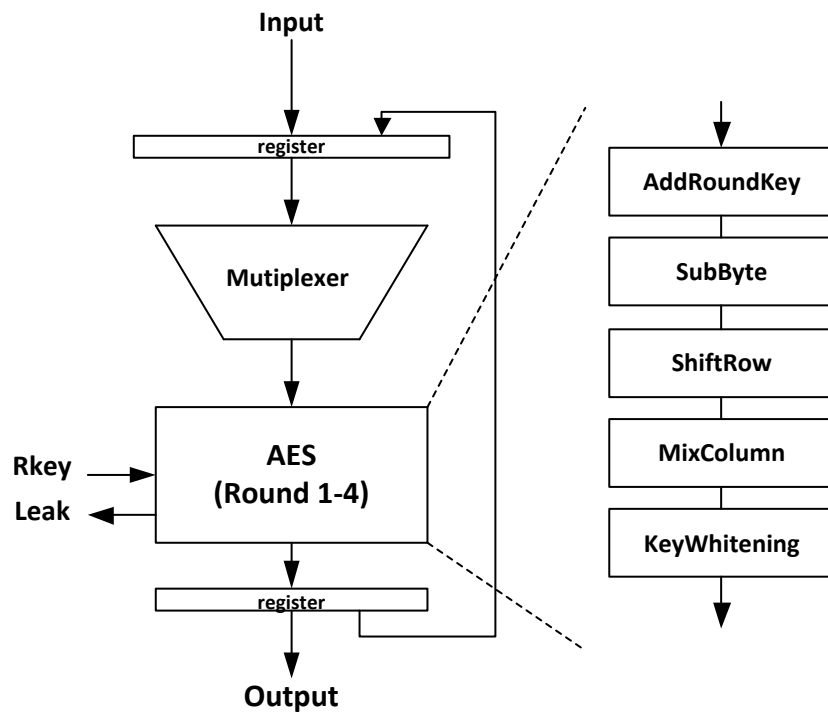 Input
register
Mutiplexer
AES
(Round 1-4)
Rkey
Leak
register
Output
AddRoundKey
SubByte
ShiftRow
MixColumn
KeyWhitening